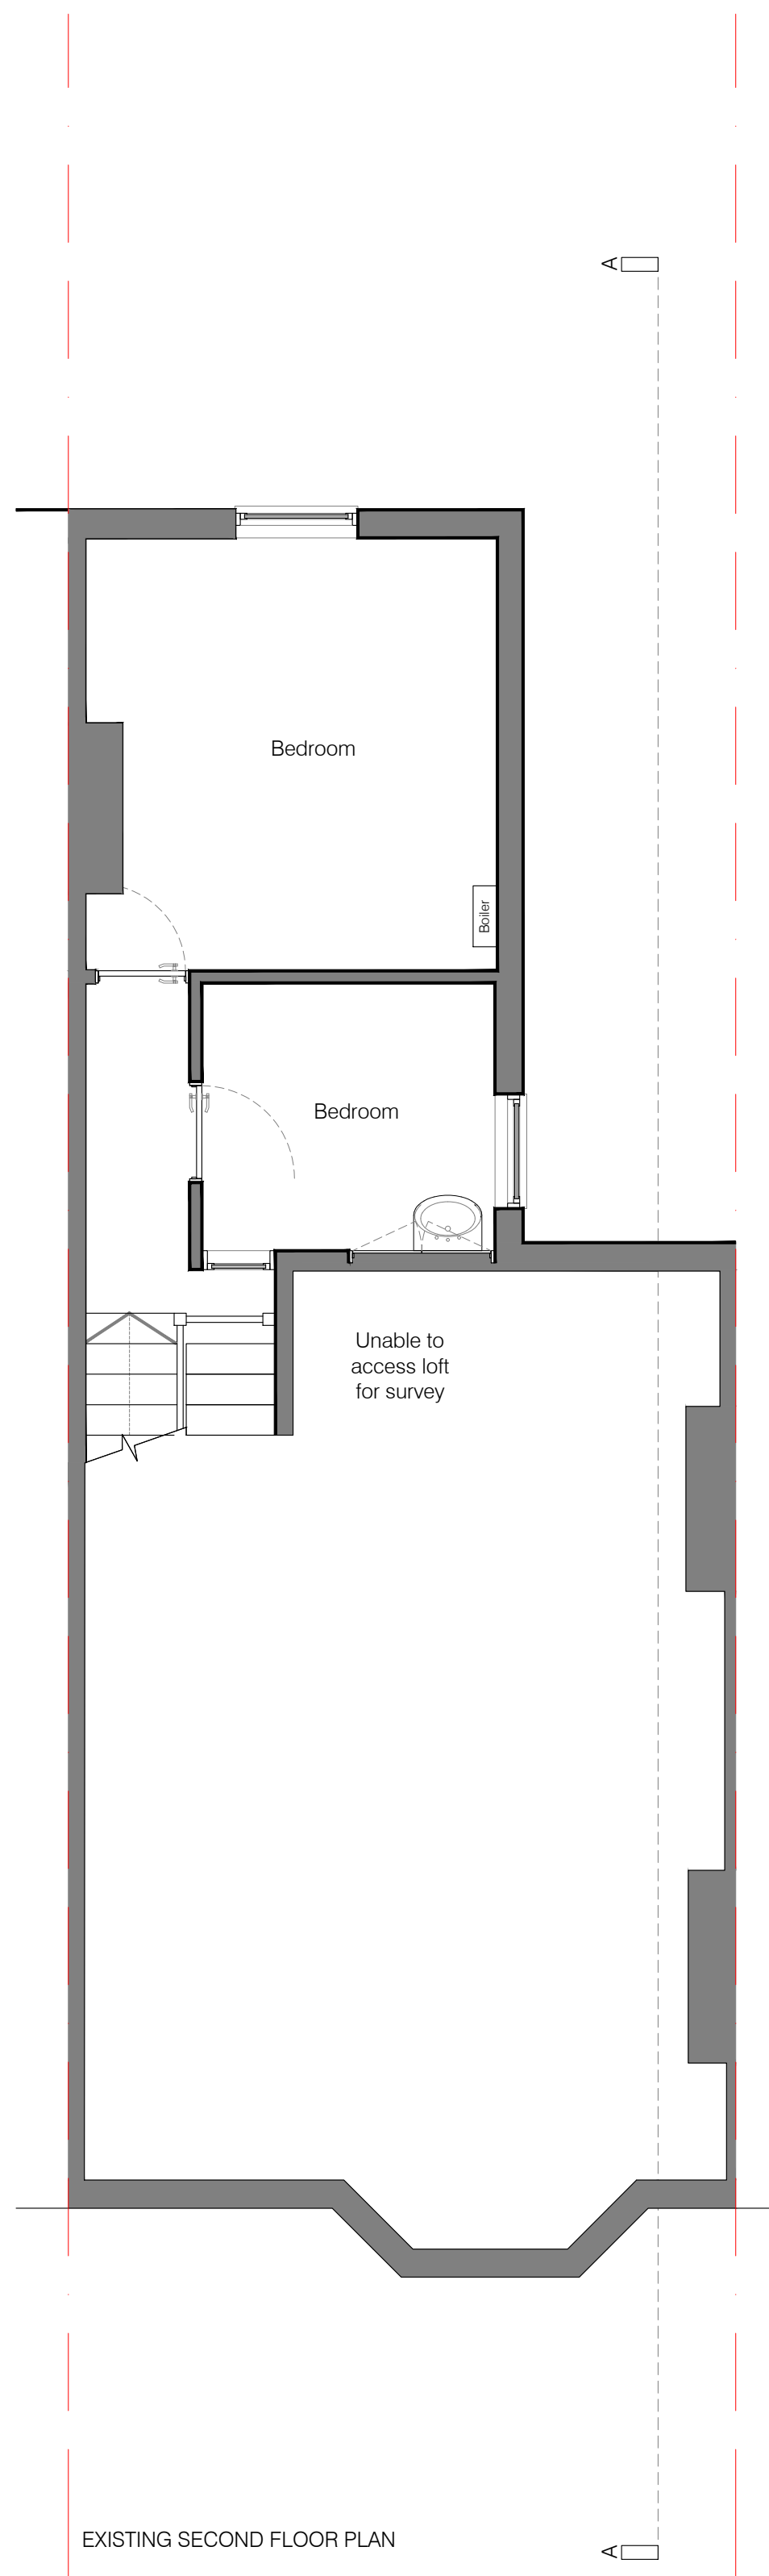 A
Bedroom
Boiler
Bedroom
Unable to
access loft
for survey
EXISTING SECOND FLOOR PLAN
A